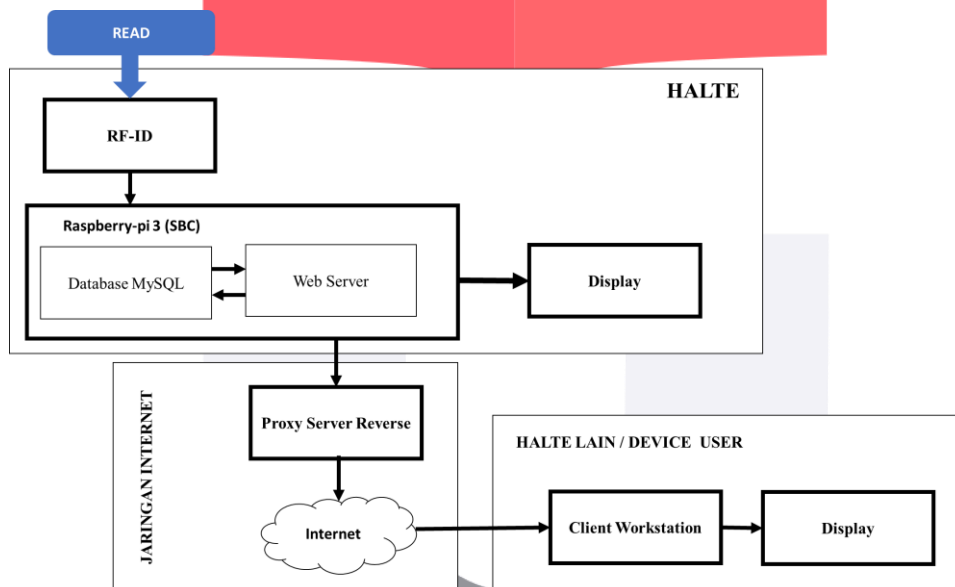 READ
HALTE
RF-ID
Raspberry-pi 3 (SBC)
Database MySQL
Web Server
Display
JARINGAN INTERNET
Proxy Server Reverse
Internet
HALTE LAIN / DEVICE  USER
Client Workstation
Display